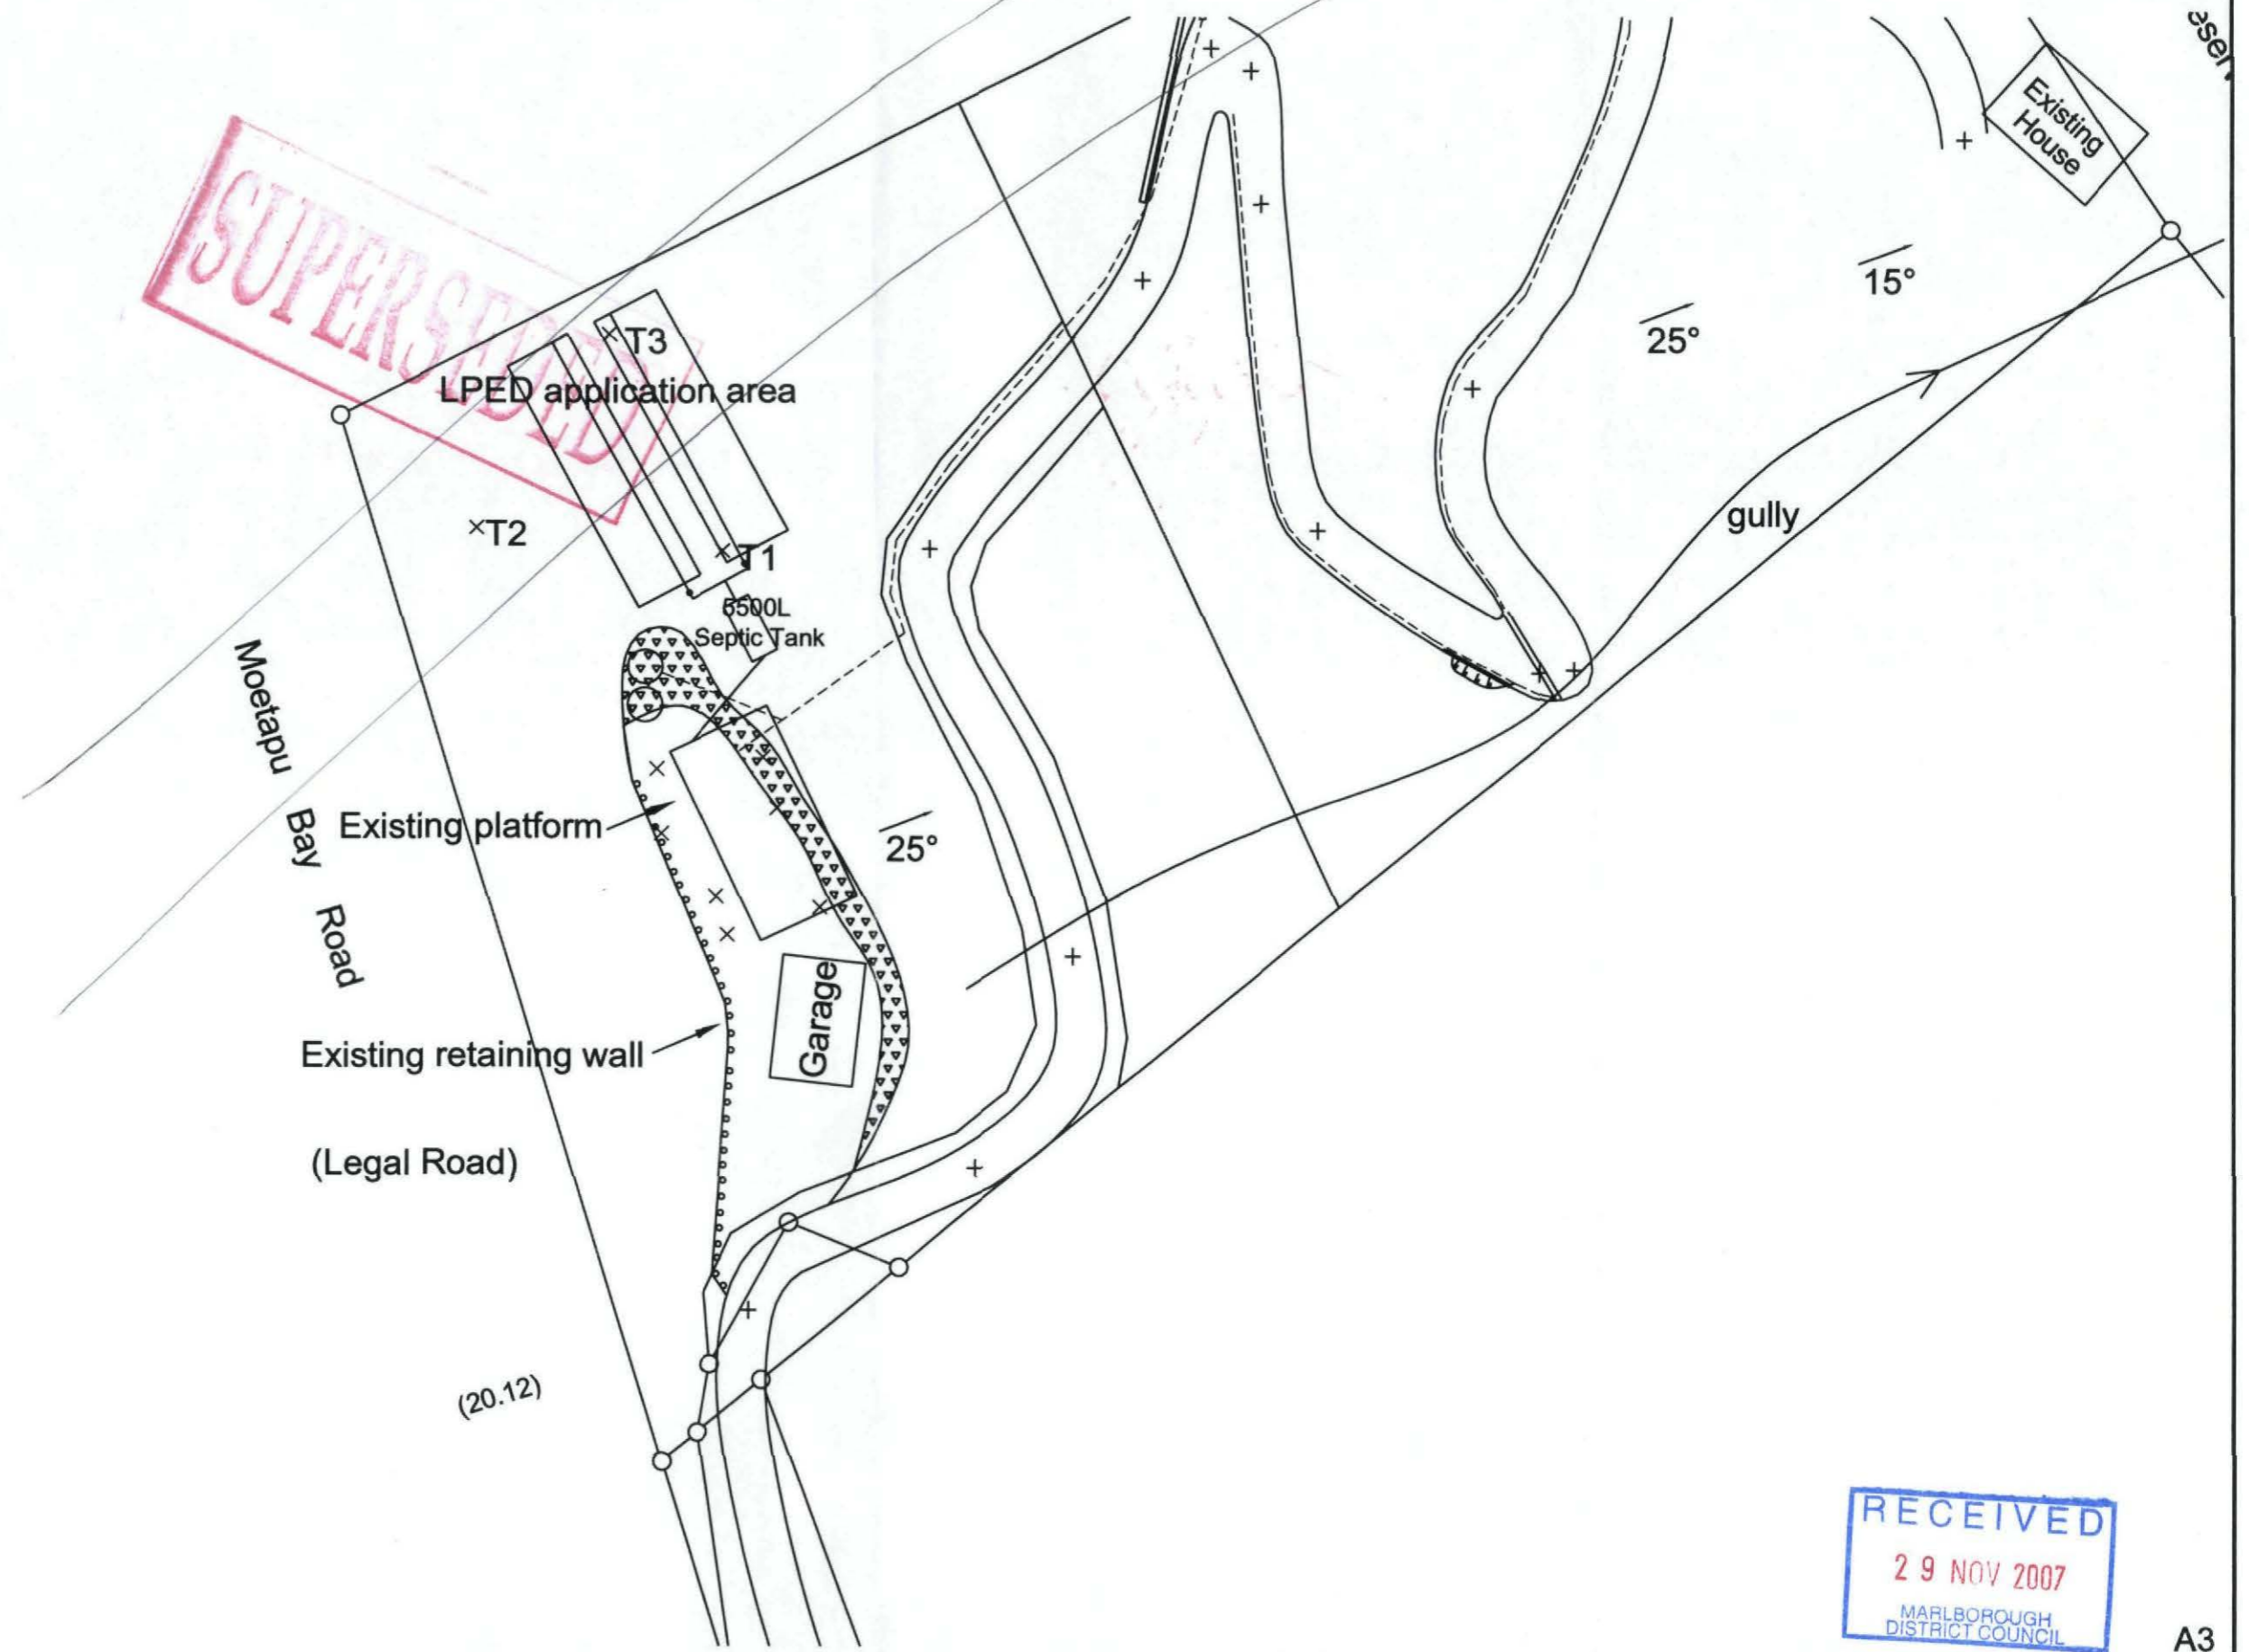 Existing
House
SUPERSEDED
15°
25°
T3
LPED application area
T2
T1
gully
5500L
Septic Tank
Moetapu Bay Road
Existing platform
25°
Garage
Existing retaining wall
(Legal Road)
(20.12)
RECEIVED
29 NOV 2007
MARLBOROUGH
DISTRICT COUNCIL
A3